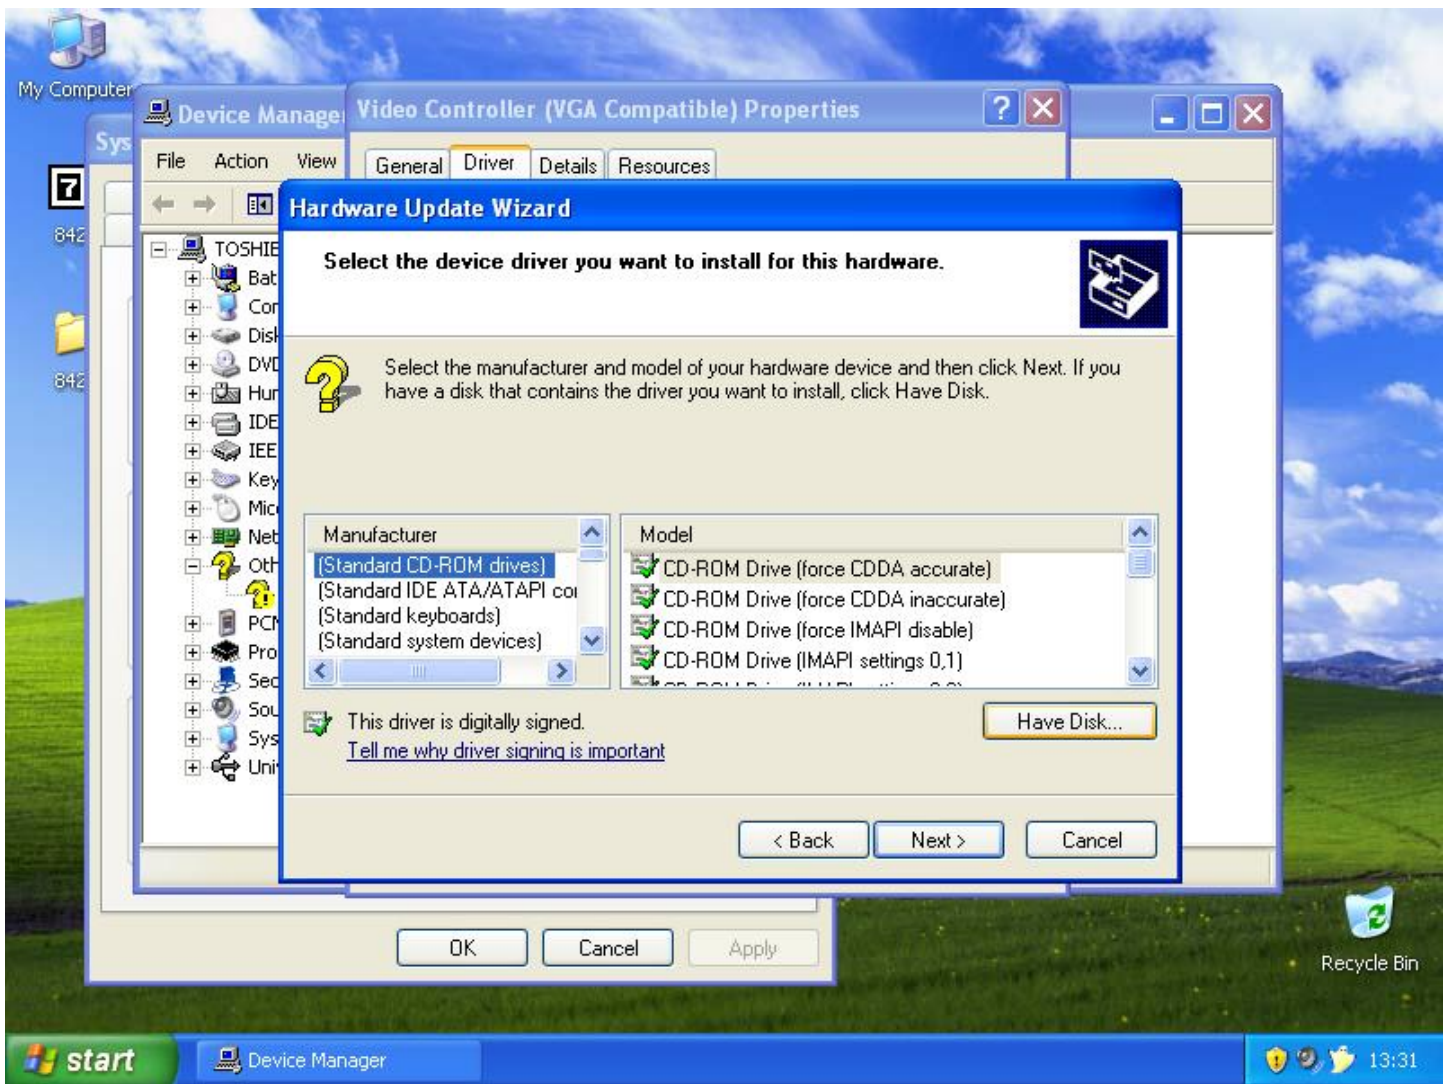 My Computer
Device Manage
Video Controller (VGA Compatible) Properties
Sys
File Action View
General Driver Details Resources
7
Hardware Update Wizard
842
Select the device driver you want to install for this hardware.
TOSHIB
Bat
Cor
Disk
DVD
Select the manufacturer and model of your hardware device and then click Next. If you
have a disk that contains the driver you want to install, click Have Disk.
842
Hum
IDE
IEE
Key
Mice
Net
Oth
PCM
Pro
Sec
Sou
Sys
Uni
Manufacturer
(Standard CD-ROM drives)
(Standard IDE ATA/ATAPI co
(Standard keyboards)
(Standard system devices)
Model
CD-ROM Drive (force CDDA accurate)
CD-ROM Drive (force CDDA inaccurate)
CD-ROM Drive (force IMAPI disable)
CD-ROM Drive (IMAPI settings 0,1)
This driver is digitally signed.
Have Disk...
Tell me why driver signing is important
< Back Next > Cancel
OK Cancel Apply
Recycle Bin
start
Device Manager
13:31